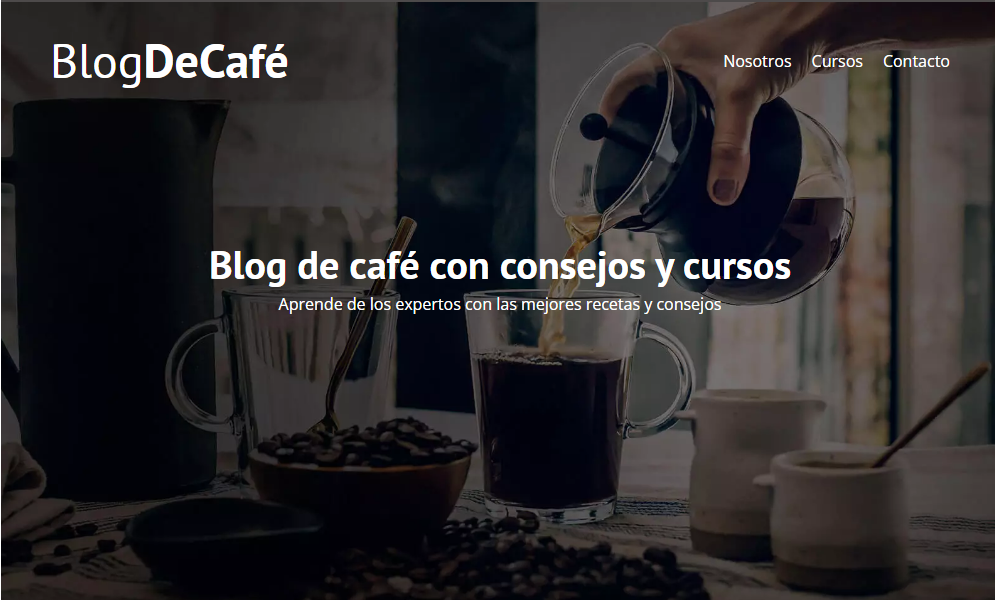 BlogDeCafé
Nosotros Cursos Contacto
Blog de café con consejos y cursos
Aprende de los expertos con las mejores recetas y consejos